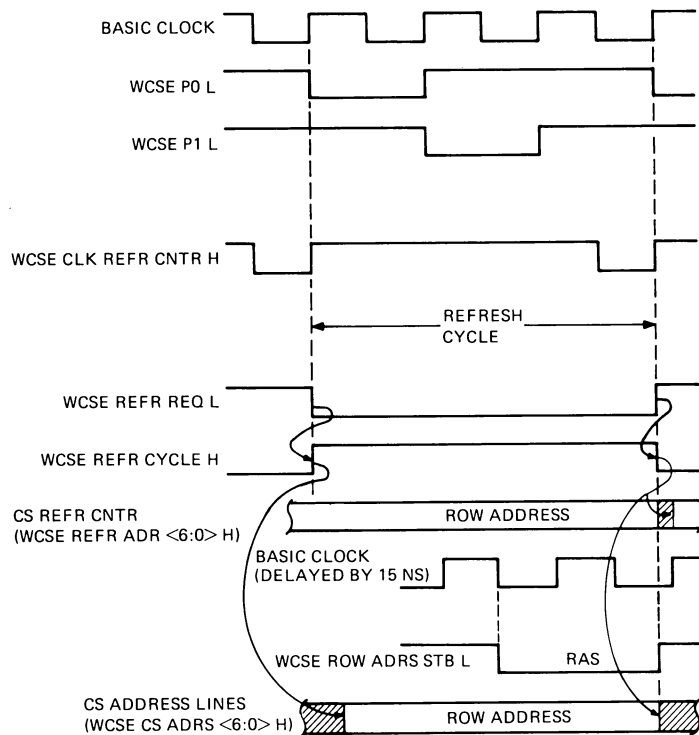 BASIC CLOCK
WCSE P0 L
WCSE P1 L
WCSE CLK REFR CNTR H
REFRESH
CYCLE
WCSE REFR REQ L
WCSE REFR CYCLE H
CS REFR CNTR
(WCSE REFR ADR <6:0> H)
ROW ADDRESS
BASIC CLOCK
(DELAYED BY 15 NS)
WCSE ROW ADRS STB L
RAS
CS ADDRESS LINES
(WCSE CS ADRS <6:0> H)
ROW ADDRESS